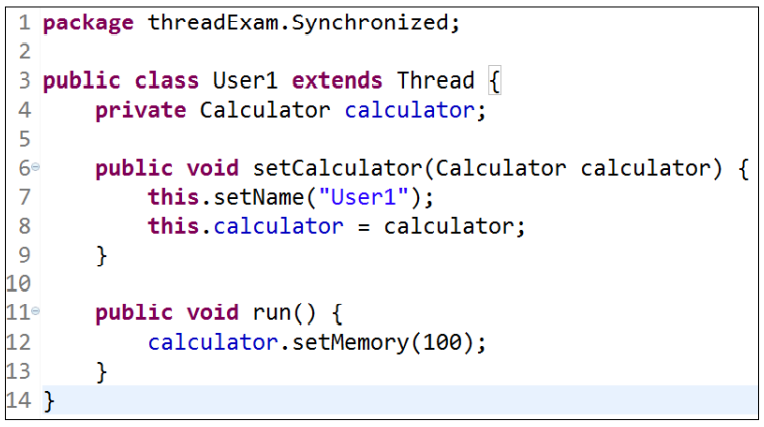 1 package threadExam.Synchronized;
2
3 public class User1 extends Thread {
4     private Calculator calculator;
5
6     public void setCalculator(Calculator calculator) {
7         this.setName("User1");
8         this.calculator = calculator;
9     }
10
11     public void run() {
12         calculator.setMemory(100);
13     }
14 }